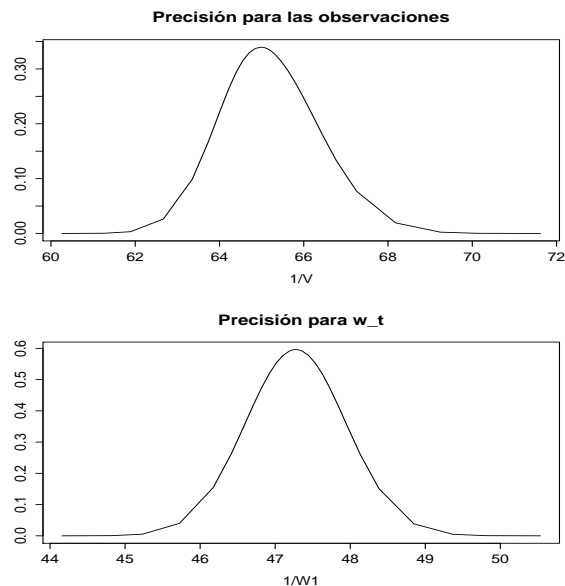 Precisión para las observaciones
0.30
0.20
0.10
0.00
60 62 64 66 68 70 72
1/V
Precisión para w_t
0.6
0.5
0.4
0.3
0.2
0.1
0.0
44 45 46 47 48 49 50
1/W1